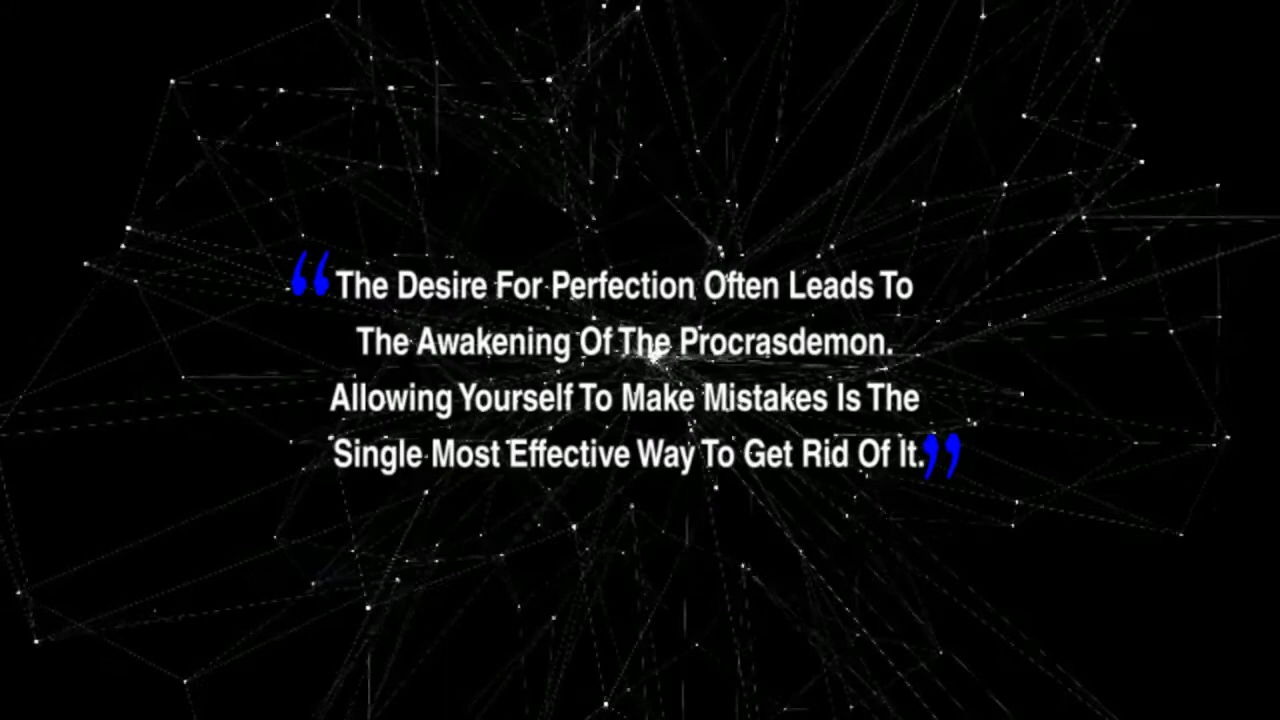 “The Desire For Perfection Often Leads To
The Awakening Of The Procrasdemon.
Allowing Yourself To Make Mistakes Is The
Single Most Effective Way To Get Rid Of It.”